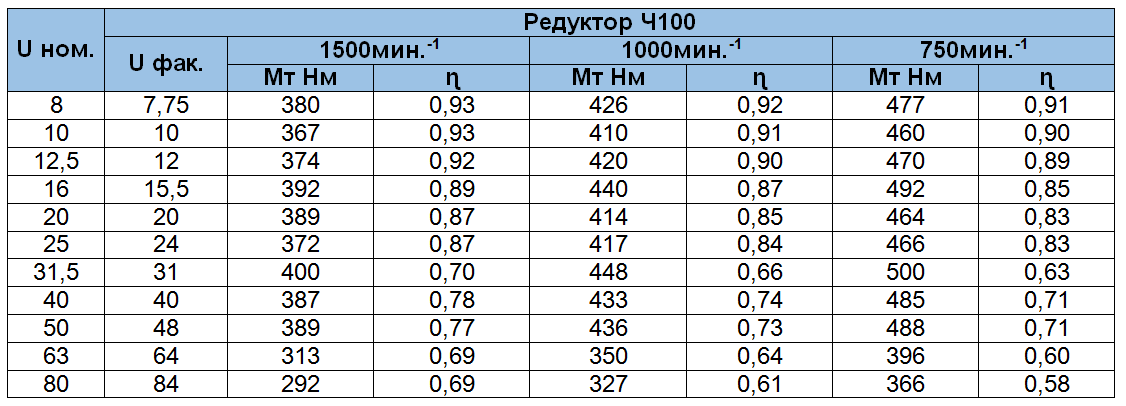 Редуктор Ч100
U ном. U фак. 1500мин.-1 1000мин.-1 750мин.-1
Мт Нм η Мт Нм η Мт Нм η
8 7,75 380 0,93 426 0,92 477 0,91
10 10 367 0,93 410 0,91 460 0,90
12,5 12 374 0,92 420 0,90 470 0,89
16 15,5 392 0,89 440 0,87 492 0,85
20 20 389 0,87 414 0,85 464 0,83
25 24 372 0,87 417 0,84 466 0,83
31,5 31 400 0,70 448 0,66 500 0,63
40 40 387 0,78 433 0,74 485 0,71
50 48 389 0,77 436 0,73 488 0,71
63 64 313 0,69 350 0,64 396 0,60
80 84 292 0,69 327 0,61 366 0,58